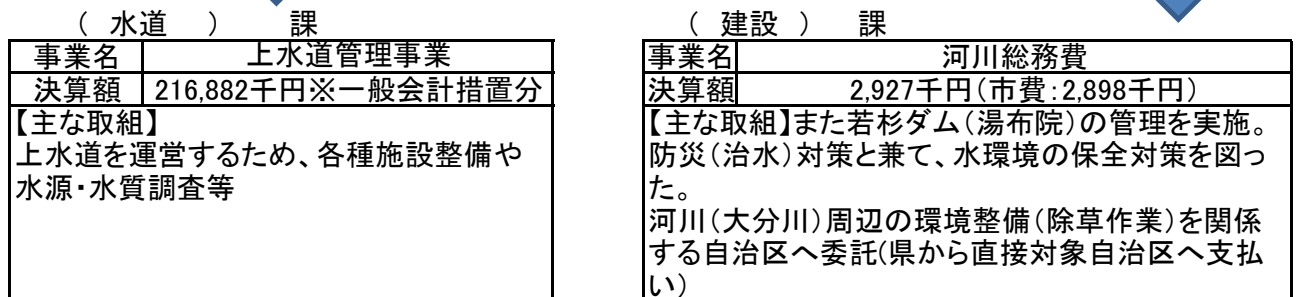 ( 水道 ) 課
事業名 上水道管理事業
決算額 216,882千円※一般会計措置分
【主な取組】
上水道を運営するため、各種施設整備や
水源・水質調査等
( 建設 ) 課
事業名 河川総務費
決算額 2,927千円(市費:2,898千円)
【主な取組】また若杉ダム(湯布院)の管理を実施。
防災(治水)対策と兼て、水環境の保全対策を図っ
た。
河川(大分川)周辺の環境整備(除草作業)を関係
する自治区へ委託(県から直接対象自治区へ支払
い)